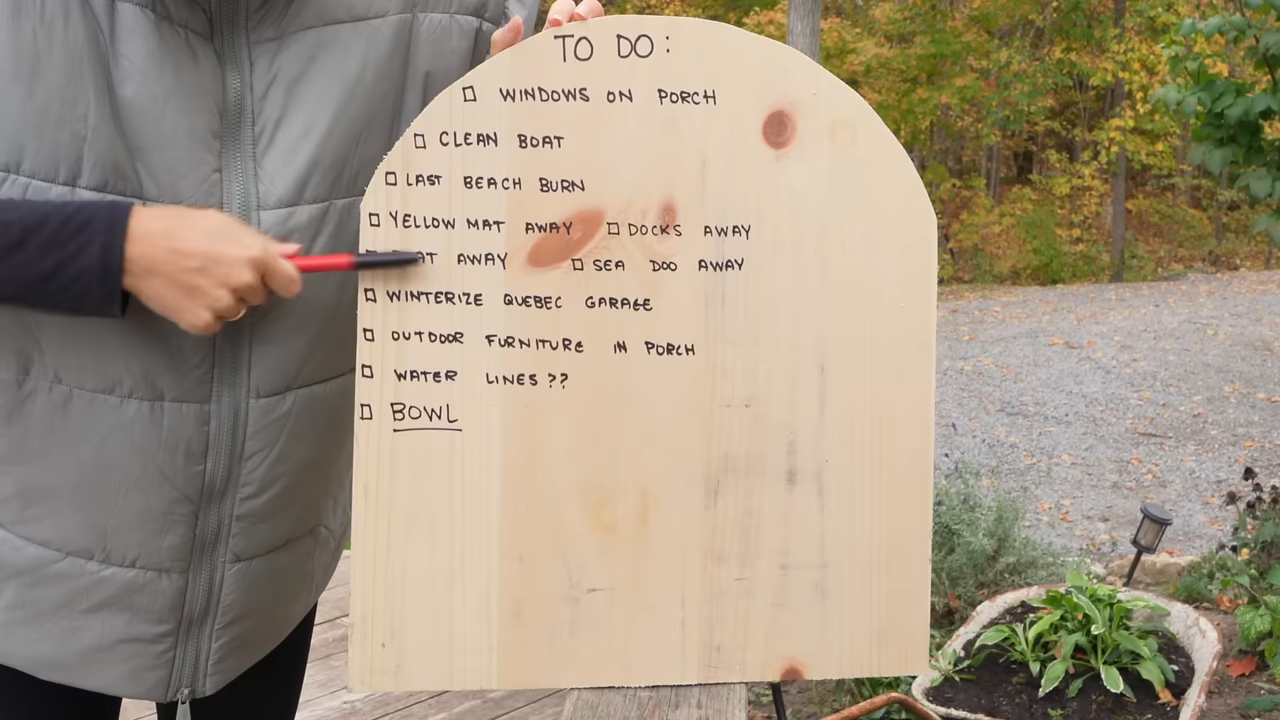 TO DO:
☐ WINDOWS ON PORCH
☐ CLEAN BOAT
☐ LAST BEACH BURN
☐ YELLOW MAT AWAY ☐ DOCKS AWAY
AWAY ☐ SEA DOO AWAY
☐ WINTERIZE QUEBEC GARAGE
☐ OUTDOOR FURNITURE IN PORCH
☐ WATER LINES??
☐ BOWL